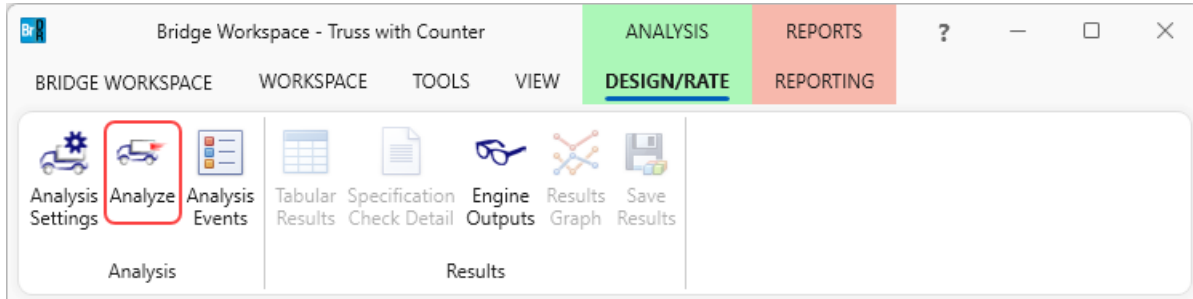 Br DR Bridge Workspace - Truss with Counter ANALYSIS REPORTS ?
BRIDGE WORKSPACE WORKSPACE TOOLS VIEW DESIGN/RATE REPORTING
Analysis Analyze Analysis Tabular Specification Engine Results Save
Settings Events Results Check Detail Outputs Graph Results
Analysis Results